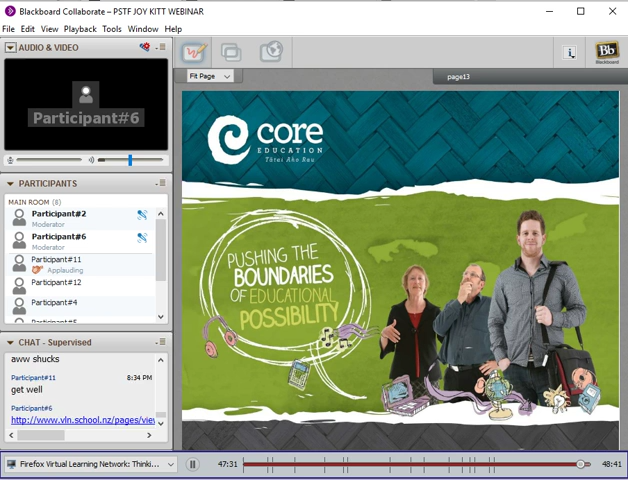 Blackboard Collaborate – PSTF JOY KITT WEBINAR
File Edit View Playback Tools Window Help
AUDIO & VIDEO
Participant#6
PARTICIPANTS
MAIN ROOM (8)
Participant#2
Moderator
Participant#6
Moderator
Participant#11
Applauding
Participant#12
Participant#4
CHAT - Supervised
aww shucks
Participant#11 8:34 PM
get well
Participant#6
http://www.vln.school.nz/pages/view
Fit Page
page13
Bb
Blackboard
core
EDUCATION
Tātai Aho Rau
PUSHING THE
BOUNDARIES
OF EDUCATIONAL
POSSIBILITY
Firefox Virtual Learning Network: Thinki...
47:31
48:41